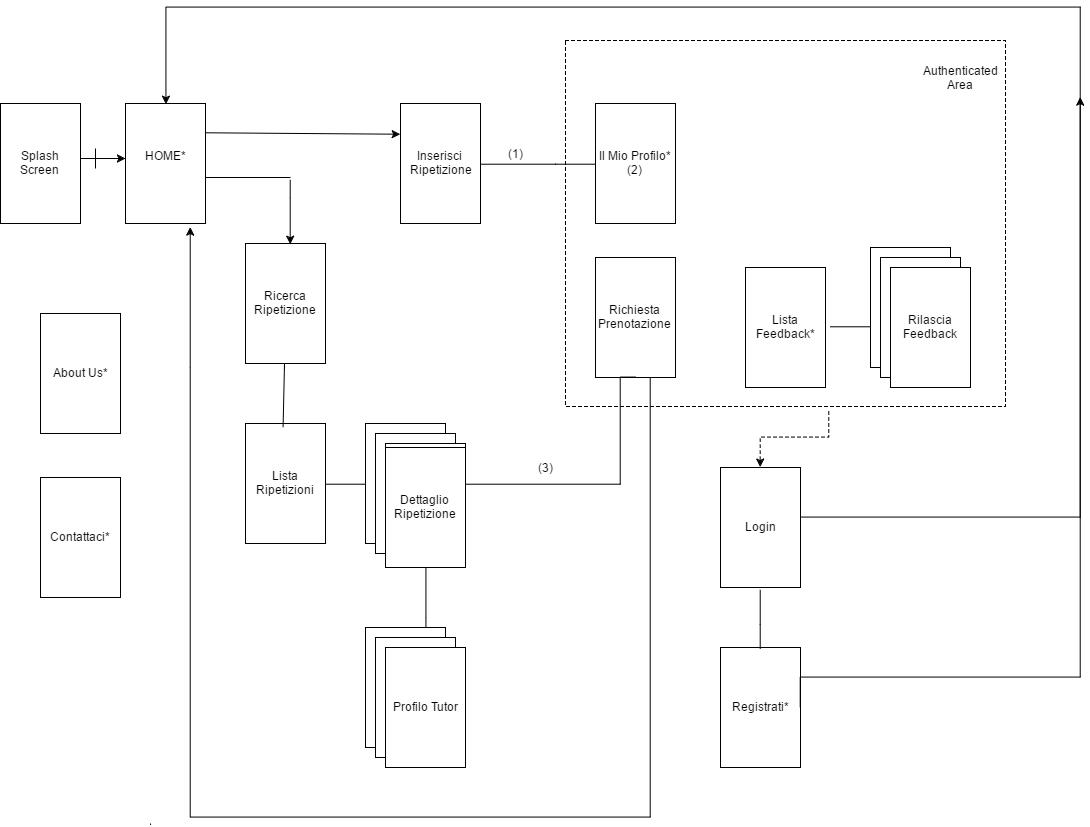 Authenticated
Area
Splash
Screen
HOME*
Inserisci
Ripetizione
(1)
Il Mio Profilo*
(2)
Ricerca
Ripetizione
Richiesta
Prenotazione
Lista
Feedback*
Rilascia
Feedback
About Us*
Lista
Ripetizioni
Dettaglio
Ripetizione
(3)
Contattaci*
Login
Profilo Tutor
Registrati*